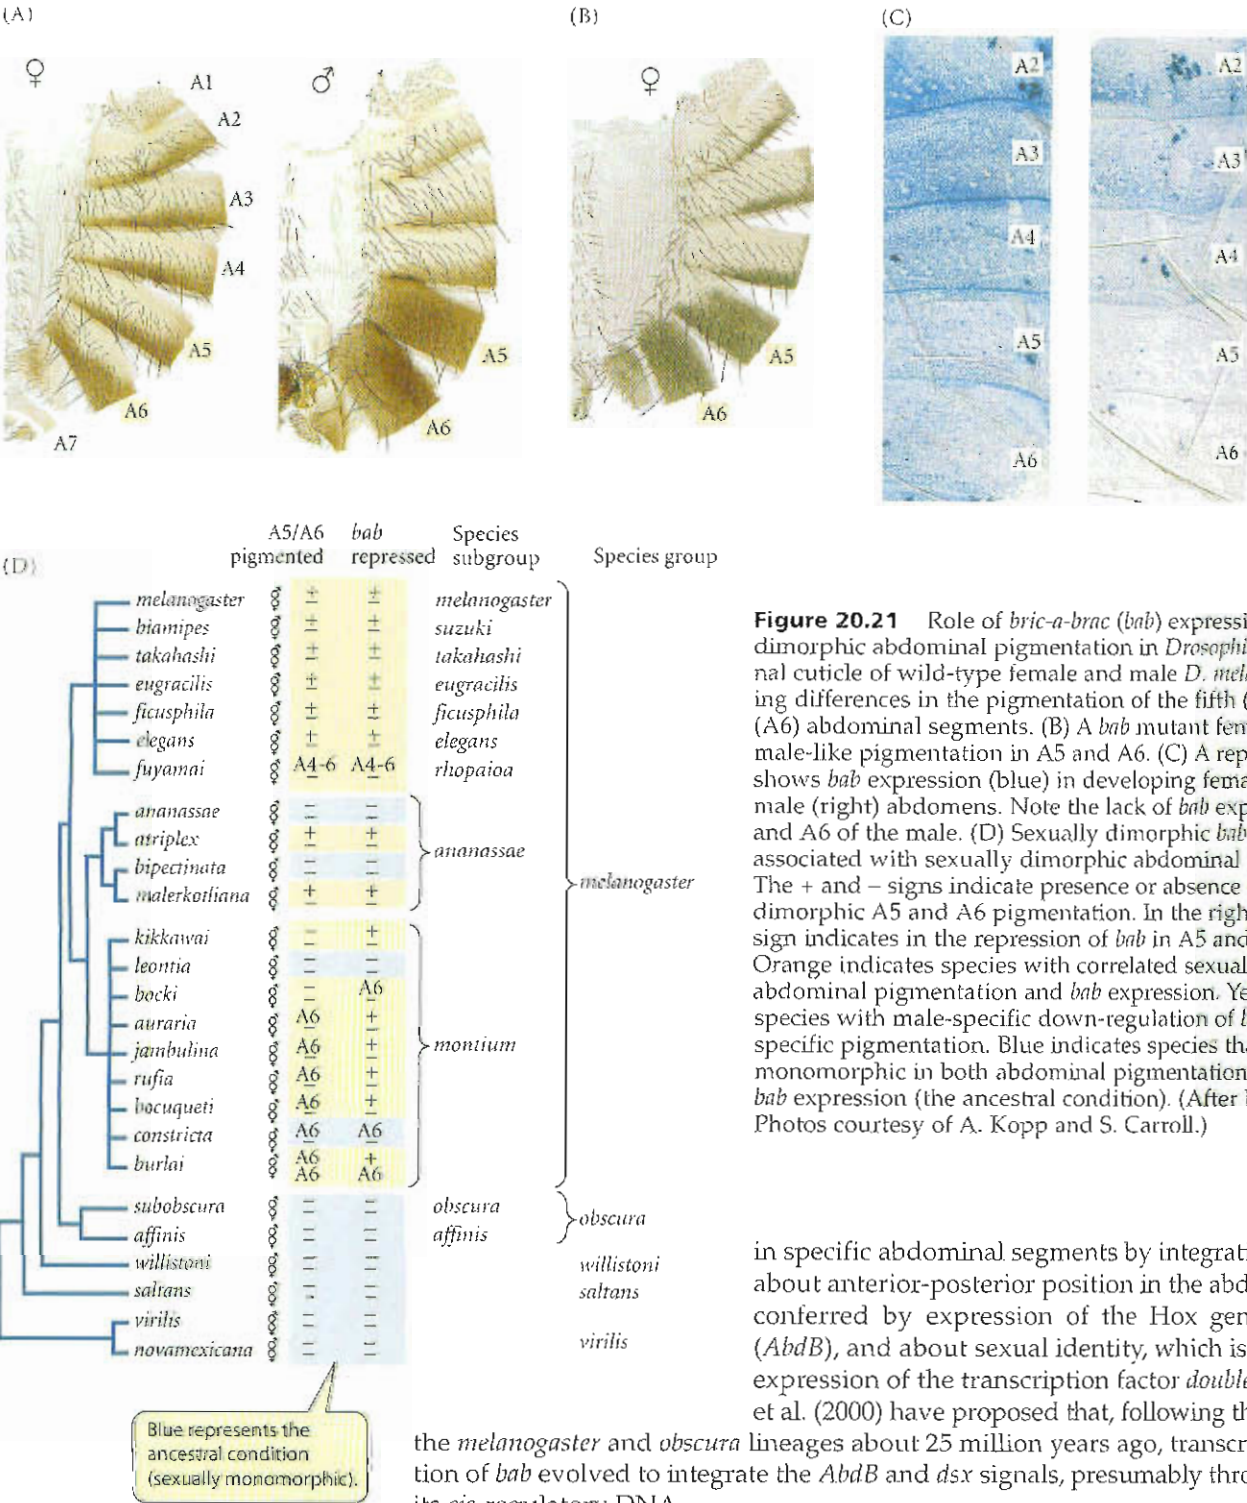 (A)
(B)
(C)
♀
♂
♀
A1
A2
A3
A4
A5
A6
A7
A5
A6
A5
A6
A2
A3
A4
A5
A6
A2
A3
A4
A5
A6
(D)
A5/A6 bab Species
pigmented repressed subgroup Species group
melanogaster ⚥ ± ± melanogaster
biamipes ⚥ ± ± suzuki
takahashi ⚥ ± ± takahashi
eugracilis ⚥ ± ± eugracilis
ficusphila ⚥ ± ± ficusphila
elegans ⚥ ± ± elegans
fuyamai ⚥ A4-6 – A4-6 – rhopaioa
ananassae ⚥ – – – –
atriplex ⚥ + – + –
ananassae
bipectinata ⚥ – – – –
malerkotliana ⚥ + – + –
melanogaster
kikkawai ⚥ – – + –
leontia ⚥ – – – –
bocki ⚥ – – A6 –
auraria ⚥ A6 – + –
jambulina ⚥ A6 – + –
montium
rufia ⚥ A6 – + –
bocuqueti ⚥ A6 – + –
constricta ⚥ A6 – A6 –
burlai ⚥ A6 A6 + A6
subobscura ⚥ – – – – obscura
obscura
affinis ⚥ – – – – affinis
willistoni ⚥ – – – – willistoni
saltans ⚥ – – – – saltans
virilis ⚥ – – – –
virilis
novamexicana ⚥ – – – –
Blue represents the
ancestral condition
(sexually monomorphic).
Figure 20.21 Role of bric-a-brac (bab) expressi
dimorphic abdominal pigmentation in Drosophi
nal cuticle of wild-type female and male D. mel
ing differences in the pigmentation of the fifth (
(A6) abdominal segments. (B) A bab mutant fen
male-like pigmentation in A5 and A6. (C) A rep
shows bab expression (blue) in developing fema
male (right) abdomens. Note the lack of bab exp
and A6 of the male. (D) Sexually dimorphic bab
associated with sexually dimorphic abdominal
The + and – signs indicate presence or absence
dimorphic A5 and A6 pigmentation. In the righ
sign indicates in the repression of bab in A5 and
Orange indicates species with correlated sexual
abdominal pigmentation and bab expression. Ye
species with male-specific down-regulation of b
specific pigmentation. Blue indicates species tha
monomorphic in both abdominal pigmentation
bab expression (the ancestral condition). (After
Photos courtesy of A. Kopp and S. Carroll.)
in specific abdominal segments by integrati
about anterior-posterior position in the abd
conferred by expression of the Hox gen
(AbdB), and about sexual identity, which is
expression of the transcription factor double
et al. (2000) have proposed that, following th
the melanogaster and obscura lineages about 25 million years ago, transcr
tion of bab evolved to integrate the AbdB and dsx signals, presumably thro
its cis-regulatory DNA